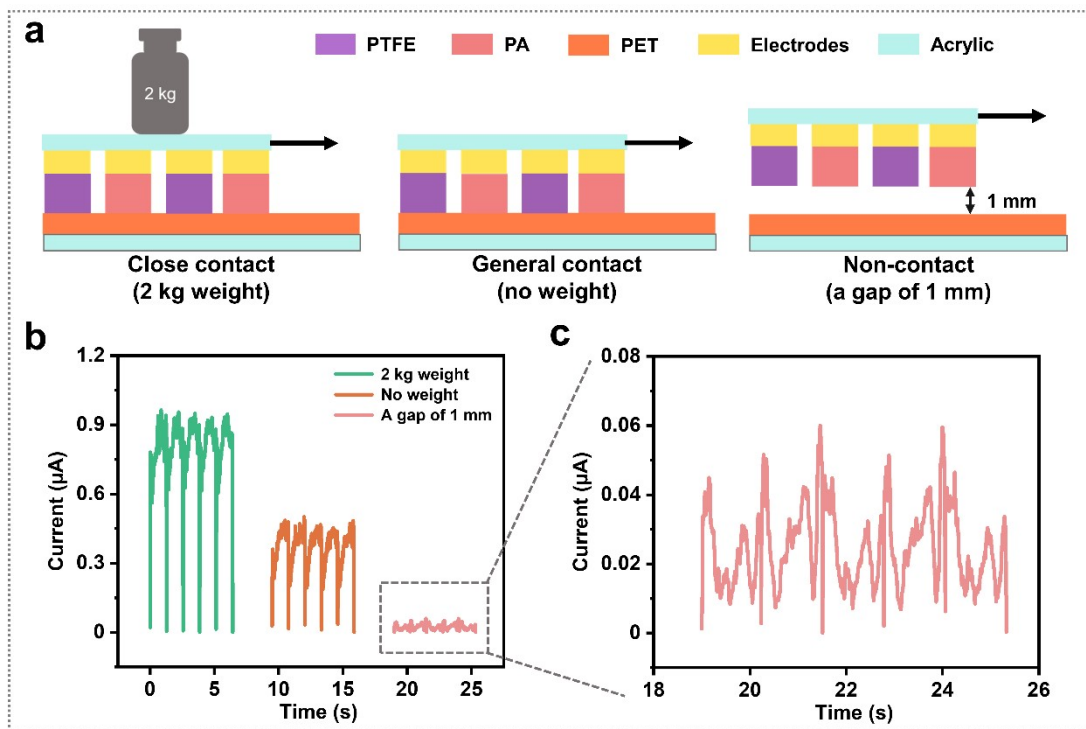 a
PTFE PA PET Electrodes Acrylic
2 kg
1 mm
Close contact
(2 kg weight)
General contact
(no weight)
Non-contact
(a gap of 1 mm)
b
1.2
0.9
0.6
0.3
0
Current (μA)
2 kg weight
No weight
A gap of 1 mm
0 5 10 15 20 25
Time (s)
c
0.08
0.06
0.04
0.02
0
Current (μA)
18 20 22 24 26
Time (s)